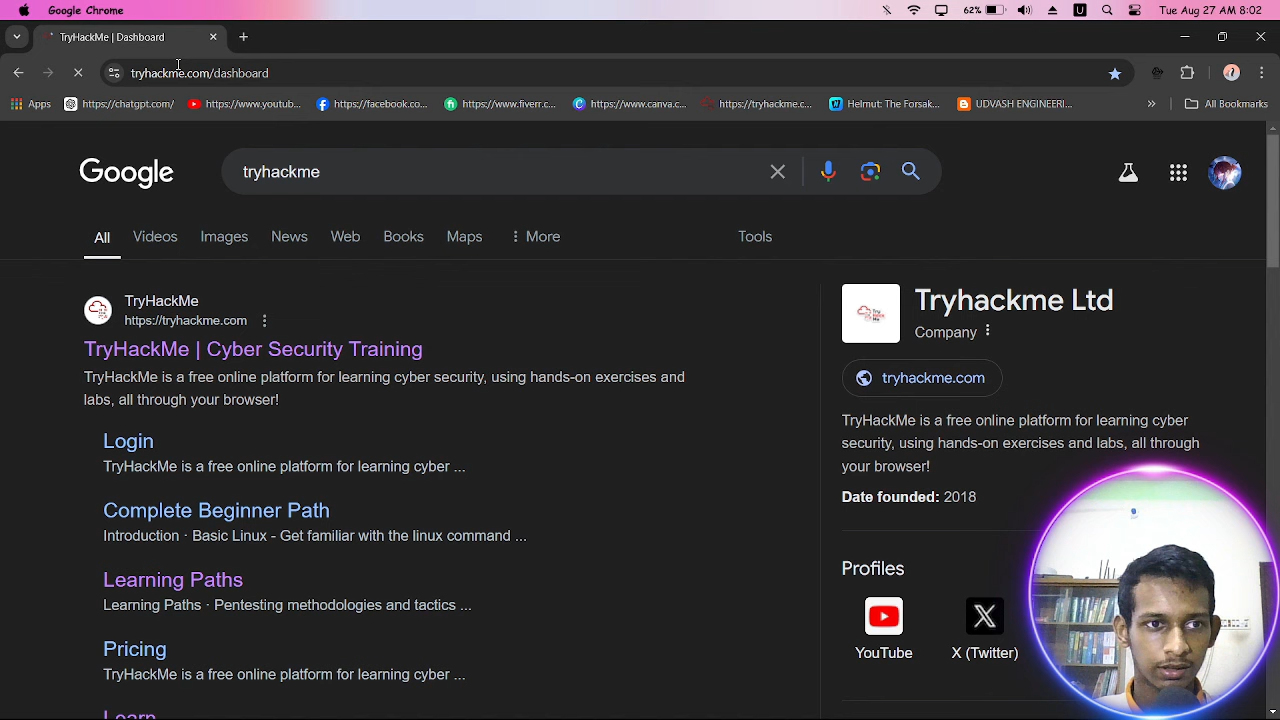 Google Chrome
62%
U
Tue Aug 27 AM 8:02
TryHackMe | Dashboard
tryhackme.com/dashboard
Apps
https://chatgpt.com/
https://www.youtub...
https://facebook.co...
https://www.fiverr.c...
https://www.canva.c...
https://tryhackme.c...
Helmut: The Forsak...
UDVASH ENGINEERI...
All Bookmarks
Google
tryhackme
All
Videos
Images
News
Web
Books
Maps
More
Tools
TryHackMe
https://tryhackme.com
TryHackMe | Cyber Security Training
TryHackMe is a free online platform for learning cyber security, using hands-on exercises and
labs, all through your browser!
Login
TryHackMe is a free online platform for learning cyber ...
Complete Beginner Path
Introduction · Basic Linux - Get familiar with the linux command ...
Learning Paths
Learning Paths · Pentesting methodologies and tactics ...
Pricing
TryHackMe is a free online platform for learning cyber ...
Learn
Tryhackme Ltd
Company
tryhackme.com
TryHackMe is a free online platform for learning cyber
security, using hands-on exercises and labs, all through
your browser!
Date founded: 2018
Profiles
YouTube
X (Twitter)